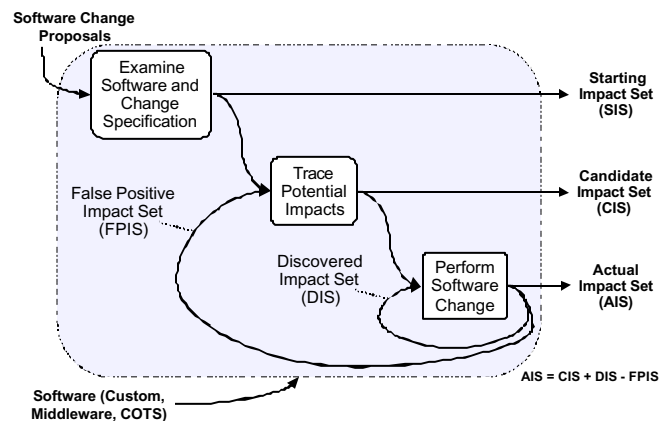 Software Change
Proposals
Examine
Software and
Change
Specification
Starting
Impact Set
(SIS)
Trace
Potential
Impacts
Candidate
Impact Set
(CIS)
False Positive
Impact Set
(FPIS)
Discovered
Impact Set
(DIS)
Perform
Software
Change
Actual
Impact Set
(AIS)
AIS = CIS + DIS - FPIS
Software (Custom,
Middleware, COTS)